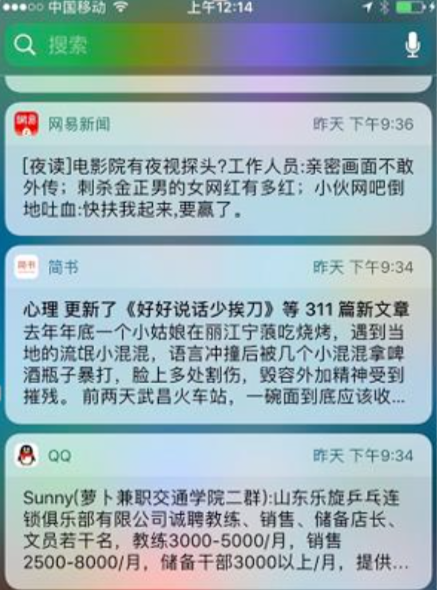 中国移动 上午12:14
搜索
网易新闻 昨天 下午9:36
[夜读]电影院有夜视探头?工作人员:亲密画面不敢
外传；刺杀金正男的女网红有多红；小伙网吧倒
地吐血:快扶我起来,要赢了。
简书 昨天 下午9:34
心理 更新了《好好说话少挨刀》等 311 篇新文章
去年年底一个小姑娘在丽江宁蒗吃烧烤，遇到当
地的流氓小混混，语言冲撞后被几个小混混拿啤
酒瓶子暴打，脸上多处割伤，毁容外加精神受到
摧残。 前两天武昌火车站，一碗面到底应该收...
QQ 昨天 下午9:34
Sunny(萝卜兼职交通学院二群):山东乐旋乒乓连
锁俱乐部有限公司诚聘教练、销售、储备店长、
文员若干名，教练3000-5000/月，销售
2500-8000/月，储备干部3000以上/月，提供...